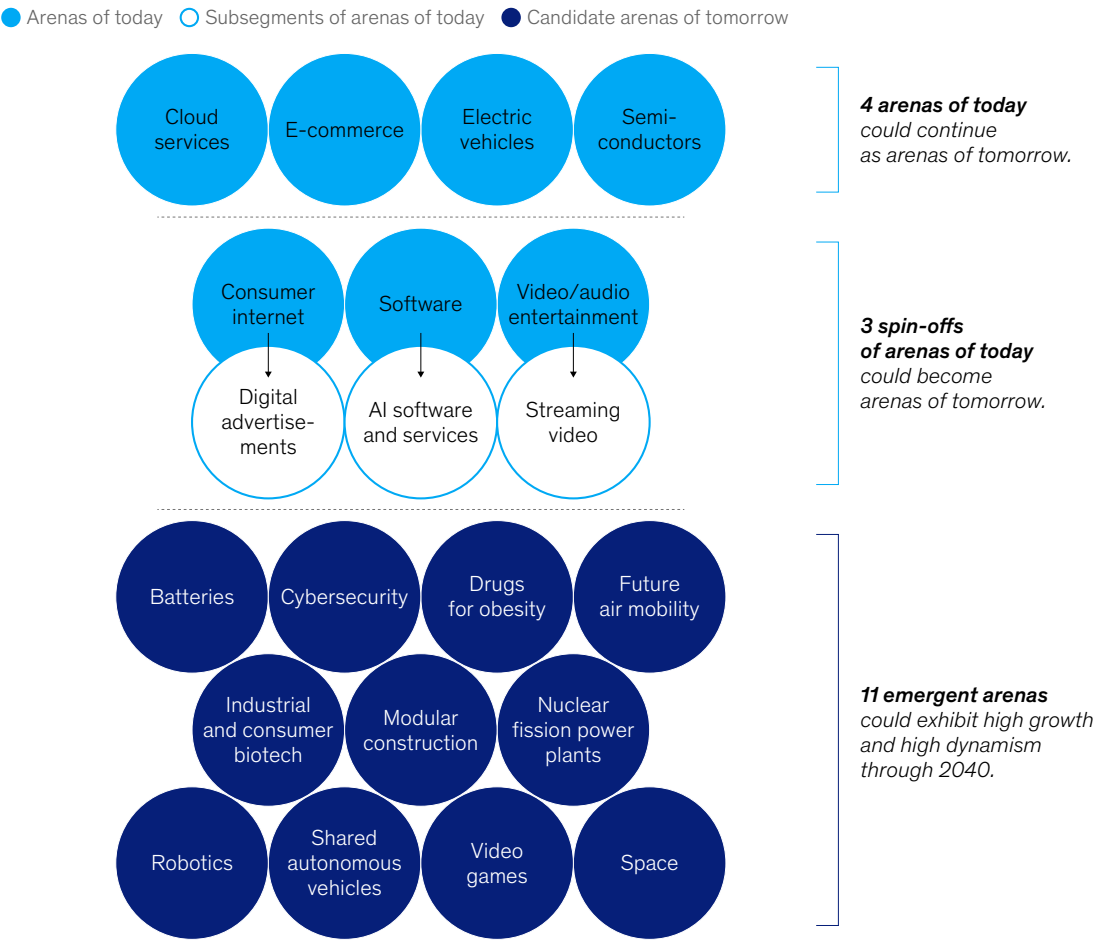 Arenas of today Subsegments of arenas of today Candidate arenas of tomorrow
Cloud
services
E-commerce
Electric
vehicles
Semi-
conductors
4 arenas of today
could continue
as arenas of tomorrow.
Consumer
internet
Software
Video/audio
entertainment
Digital
advertise-
ments
AI software
and services
Streaming
video
3 spin-offs
of arenas of today
could become
arenas of tomorrow.
Batteries
Cybersecurity
Drugs
for obesity
Future
air mobility
Industrial
and consumer
biotech
Modular
construction
Nuclear
fission power
plants
Robotics
Shared
autonomous
vehicles
Video
games
Space
11 emergent arenas
could exhibit high growth
and high dynamism
through 2040.